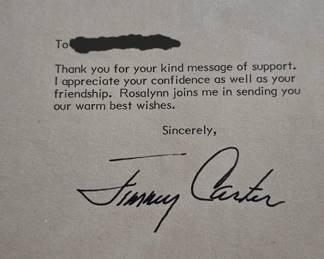 To
Thank you for your kind message of support.
I appreciate your confidence as well as your
friendship. Rosalynn joins me in sending you
our warm best wishes.
Sincerely,
Jimmy Carter